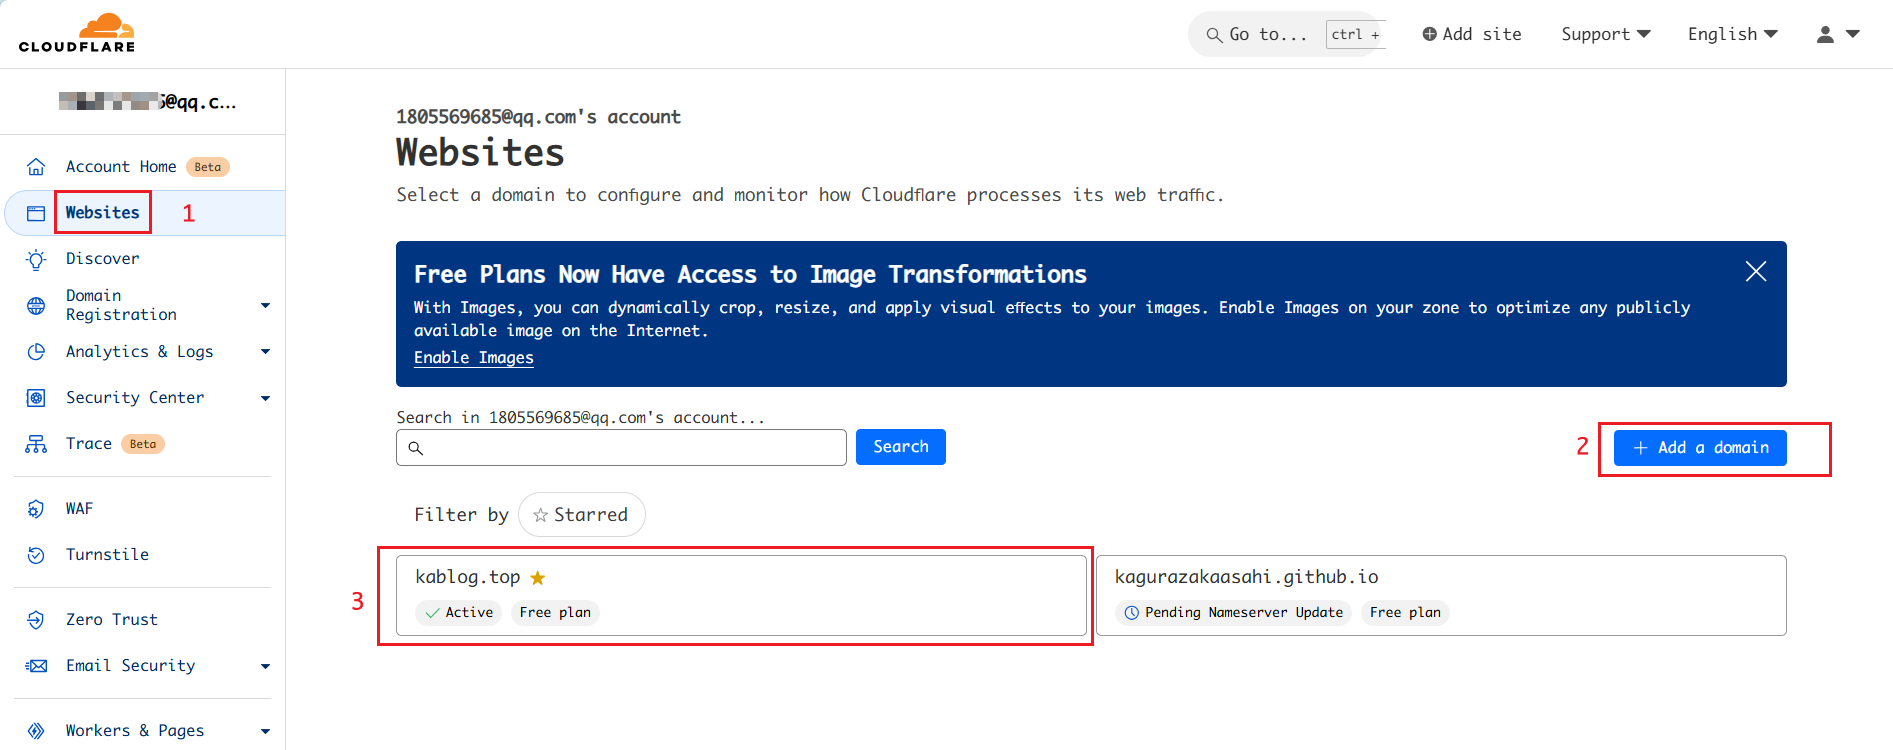 CLOUDFLARE
Go to... ctrl +
Add site
Support
English
5@qq.c...
Account Home Beta
Websites 1
Discover
Domain
Registration
Analytics & Logs
Security Center
Trace Beta
WAF
Turnstile
Zero Trust
Email Security
Workers & Pages
1805569685@qq.com's account
Websites
Select a domain to configure and monitor how Cloudflare processes its web traffic.
Free Plans Now Have Access to Image Transformations
With Images, you can dynamically crop, resize, and apply visual effects to your images. Enable Images on your zone to optimize any publicly
available image on the Internet.
Enable Images
Search in 1805569685@qq.com's account...
Search
2 + Add a domain
Filter by Starred
3
kablog.top
Active Free plan
kagurazakaasahi.github.io
Pending Nameserver Update Free plan